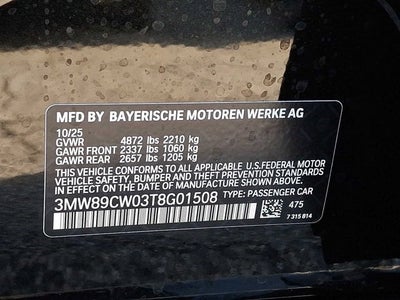 MFD BY BAYERISCHE MOTOREN WERKE AG
10/25
GVWR 4872 lbs 2210 kg
GAWR FRONT 2337 lbs 1060 kg
GAWR REAR 2657 lbs 1205 kg
THIS VEHICLE CONFORMS TO ALL APPLICABLE U.S.FEDERAL MOTOR
VEHICLE SAFETY, BUMPER, AND THEFT PREVENTION STANDARDS
IN EFFECT ON THE DATE OF MANUFACTURE SHOWN ABOVE.
3MW89CW03T8G01508 TYPE: PASSENGER CAR
475
7 315 814